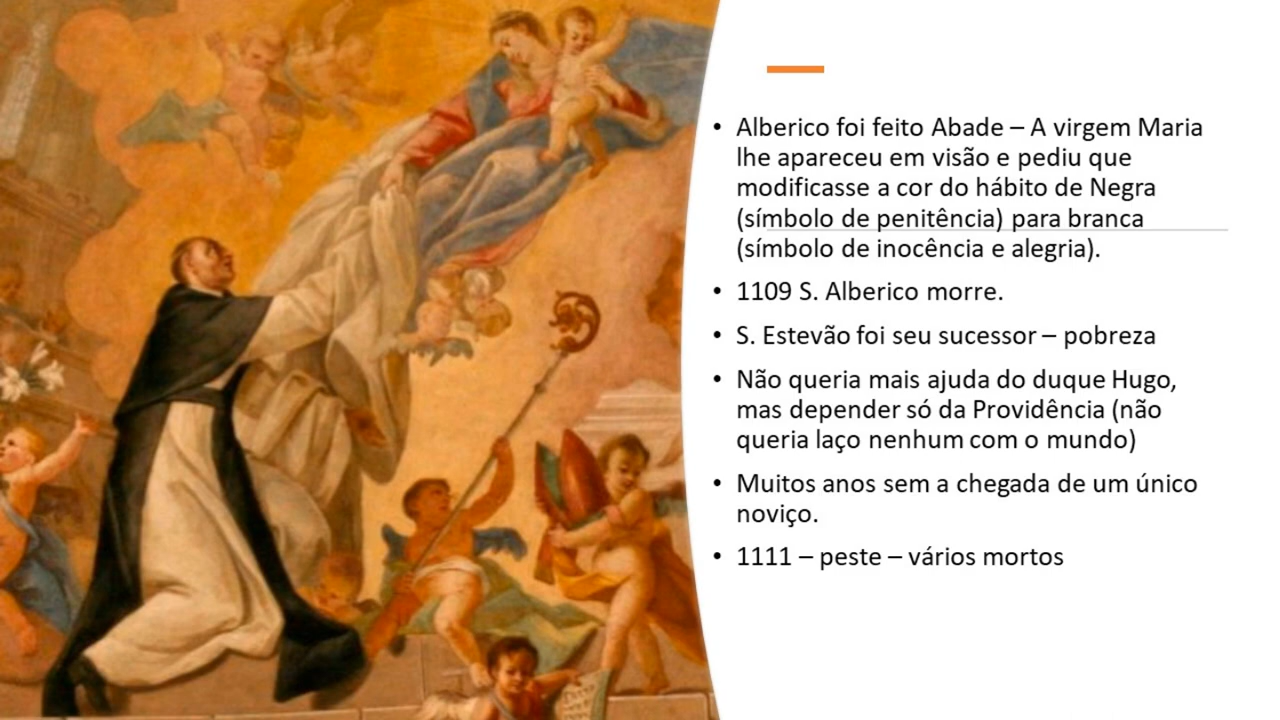 • Alberico foi feito Abade – A virgem Maria
lhe apareceu em visão e pediu que
modificasse a cor do hábito de Negra
(símbolo de penitência) para branca
(símbolo de inocência e alegria).
• 1109 S. Alberico morre.
• S. Estevão foi seu sucessor – pobreza
• Não queria mais ajuda do duque Hugo,
mas depender só da Providência (não
queria laço nenhum com o mundo)
• Muitos anos sem a chegada de um único
noviço.
• 1111 – peste – vários mortos